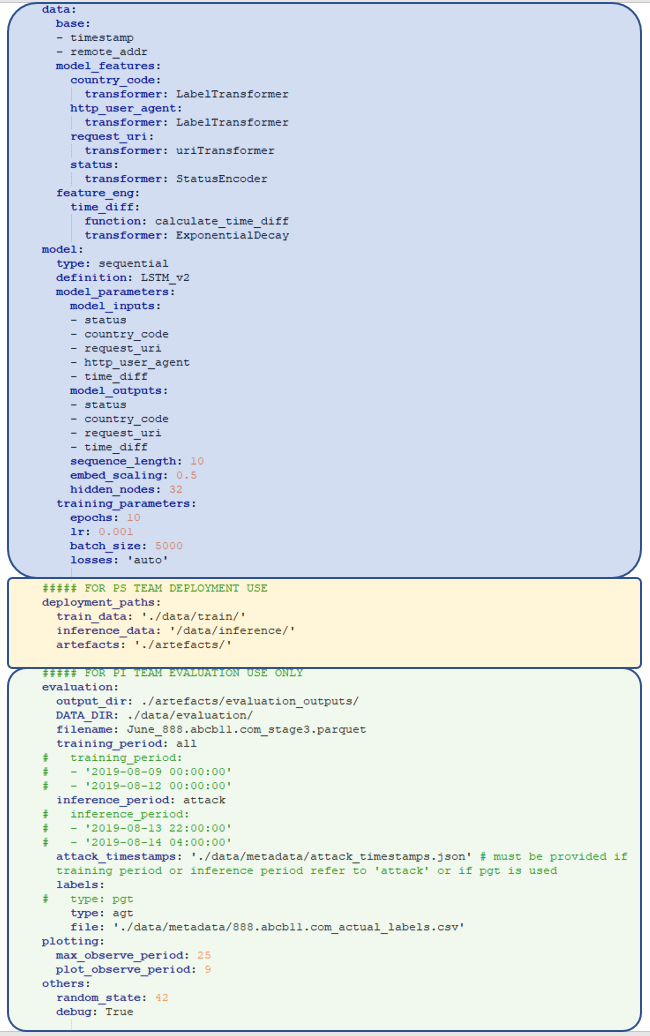 data:
base:
- timestamp
- remote_addr
model_features:
country_code:
transformer: LabelTransformer
http_user_agent:
transformer: LabelTransformer
request_uri:
transformer: uriTransformer
status:
transformer: StatusEncoder
feature_eng:
time_diff:
function: calculate_time_diff
transformer: ExponentialDecay
model:
type: sequential
definition: LSTM_v2
model_parameters:
model_inputs:
- status
- country_code
- request_uri
- http_user_agent
- time_diff
model_outputs:
- status
- country_code
- request_uri
- time_diff
sequence_length: 10
embed_scaling: 0.5
hidden_nodes: 32
training_parameters:
epochs: 10
lr: 0.001
batch_size: 5000
losses: 'auto'
##### FOR PS TEAM DEPLOYMENT USE
deployment_paths:
train_data: './data/train/'
inference_data: '/data/inference/'
artefacts: './artefacts/'
##### FOR PI TEAM EVALUATION USE ONLY
evaluation:
output_dir: ./artefacts/evaluation_outputs/
DATA_DIR: ./data/evaluation/
filename: June_888.abcbll.com_stage3.parquet
training_period: all
# training_period:
# - '2019-08-09 00:00:00'
# - '2019-08-12 00:00:00'
inference_period: attack
# inference_period:
# - '2019-08-13 22:00:00'
# - '2019-08-14 04:00:00'
attack_timestamps: './data/metadata/attack_timestamps.json' # must be provided if
training period or inference period refer to 'attack' or if pgt is used
labels:
# type: pgt
type: agt
file: './data/metadata/888.abcbll.com_actual_labels.csv'
plotting:
max_observe_period: 25
plot_observe_period: 9
others:
random_state: 42
debug: True